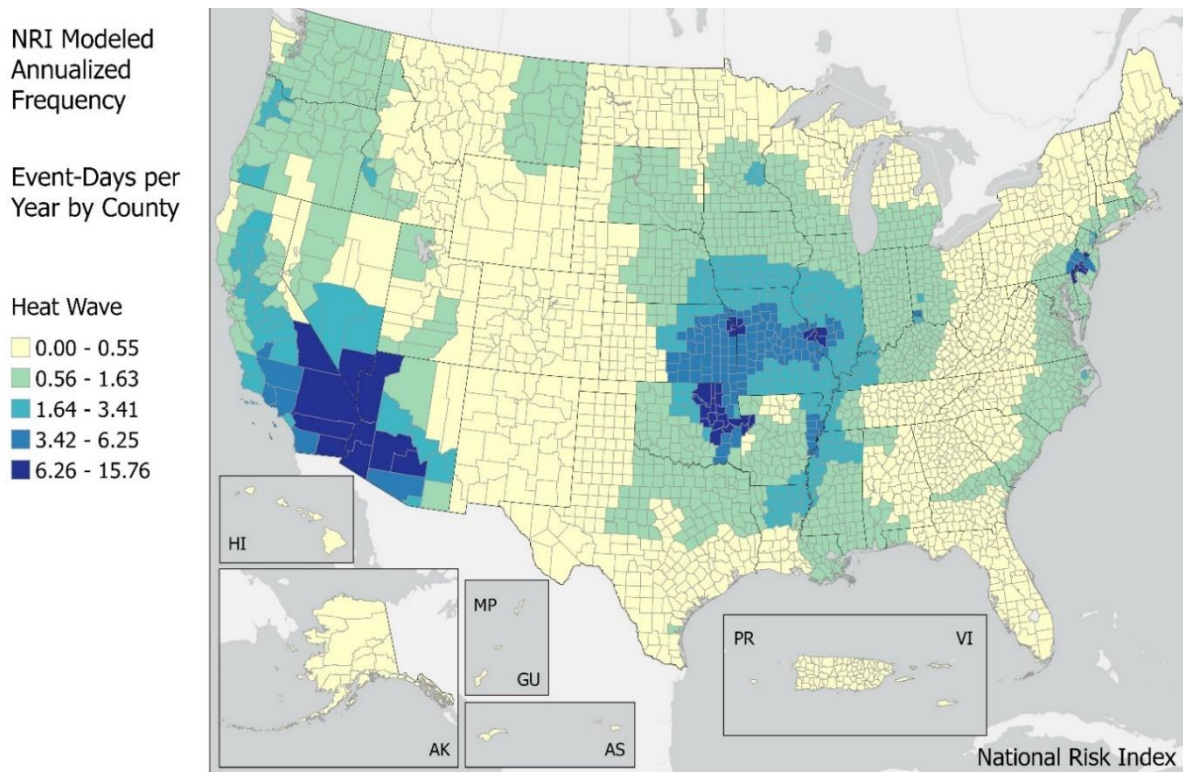 NRI Modeled
Annualized
Frequency
Event-Days per
Year by County
Heat Wave
0.00 - 0.55
0.56 - 1.63
1.64 - 3.41
3.42 - 6.25
6.26 - 15.76
HI
AK
MP
GU
AS
PR
VI
National Risk Index